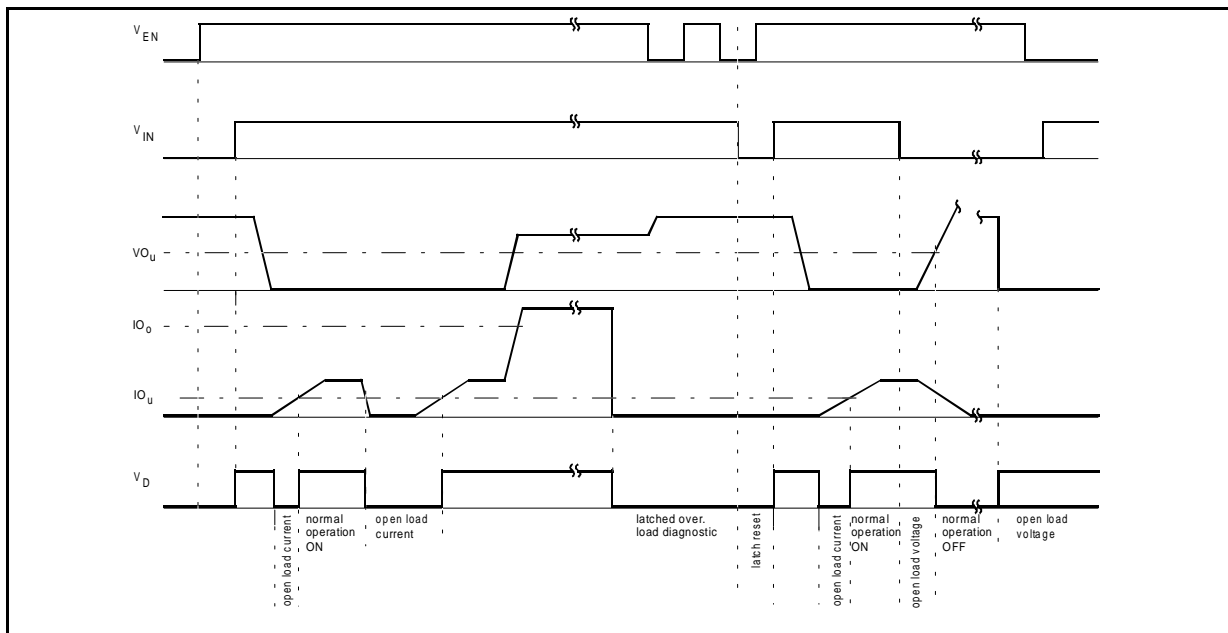 V EN
V IN
VO u
IO o
IO u
V D
open load current
normal
operation
ON
open load
current
latched over.
load diagnostic
latch reset
open load current
normal
operation
ON
open load voltage
normal
operation
OFF
open load
voltage